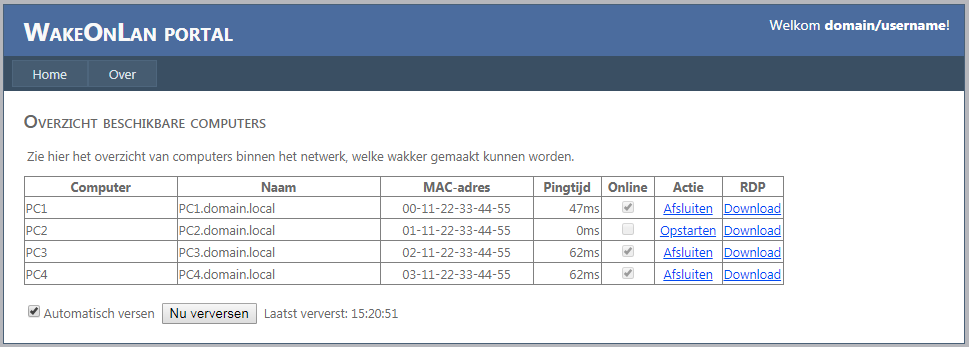 WakeOnLan portal
Welkom domain/username!
Home Over
Overzicht beschikbare computers
Zie hier het overzicht van computers binnen het netwerk, welke wakker gemaakt kunnen worden.
Computer Naam MAC-adres Pingtijd Online Actie RDP
PC1 PC1.domain.local 00-11-22-33-44-55 47ms Afsluiten Download
PC2 PC2.domain.local 01-11-22-33-44-55 0ms Opstarten Download
PC3 PC3.domain.local 02-11-22-33-44-55 62ms Afsluiten Download
PC4 PC4.domain.local 03-11-22-33-44-55 62ms Afsluiten Download
Automatisch versen Nu verversen Laatst ververst: 15:20:51